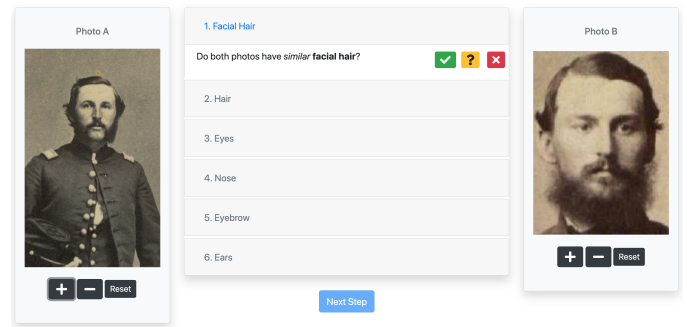 Photo A
1. Facial Hair
Photo B
Do both photos have similar facial hair?
?
2. Hair
3. Eyes
4. Nose
5. Eyebrow
6. Ears
Reset
Reset
Next Step